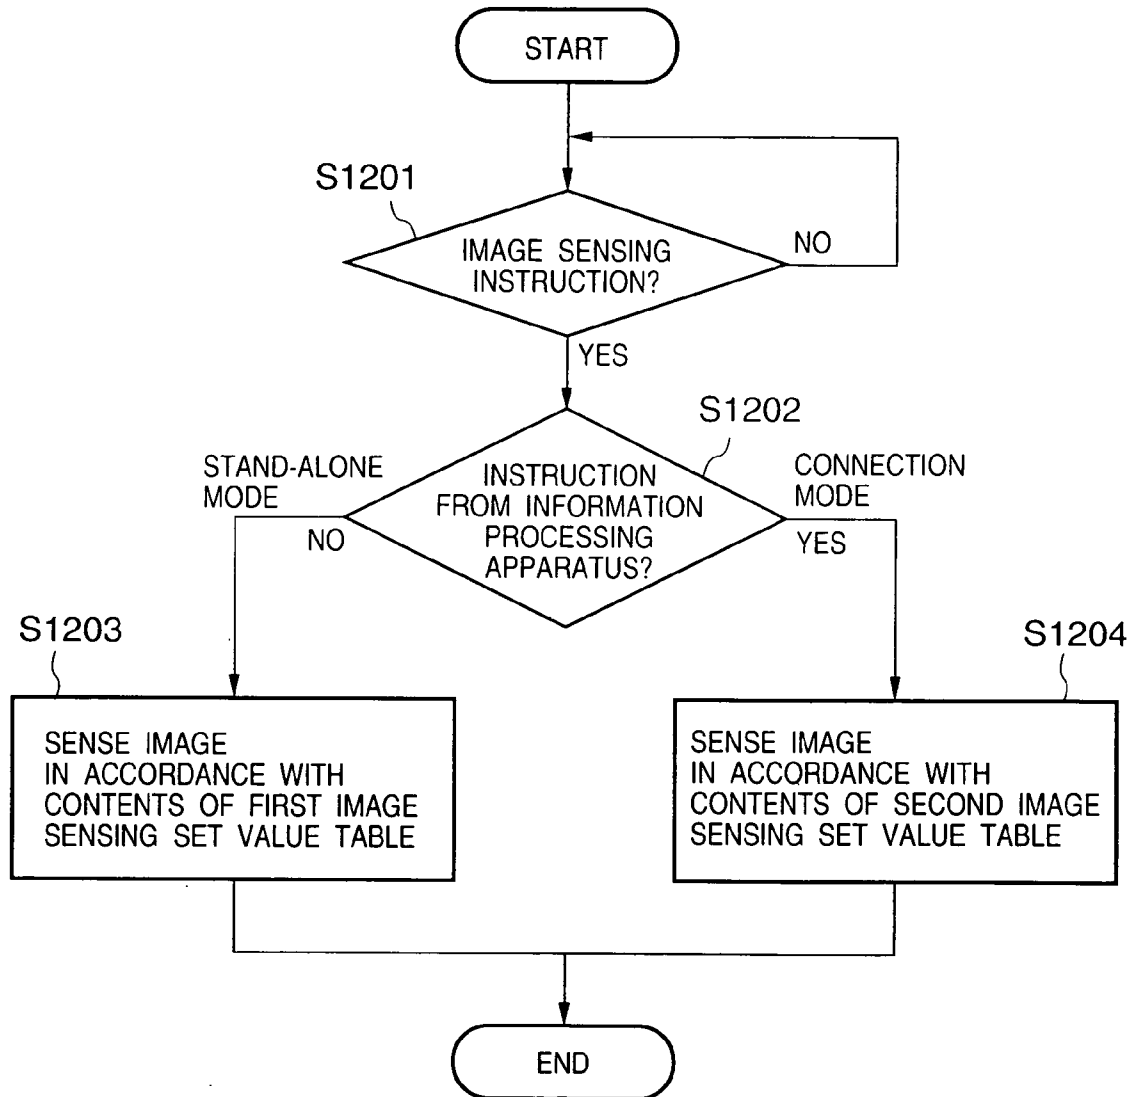 START
S1201
IMAGE SENSING
INSTRUCTION?
NO
YES
S1202
STAND-ALONE
MODE
NO
INSTRUCTION
FROM INFORMATION
PROCESSING
APPARATUS?
CONNECTION
MODE
YES
S1203
SENSE IMAGE
IN ACCORDANCE WITH
CONTENTS OF FIRST IMAGE
SENSING SET VALUE TABLE
S1204
SENSE IMAGE
IN ACCORDANCE WITH
CONTENTS OF SECOND IMAGE
SENSING SET VALUE TABLE
END